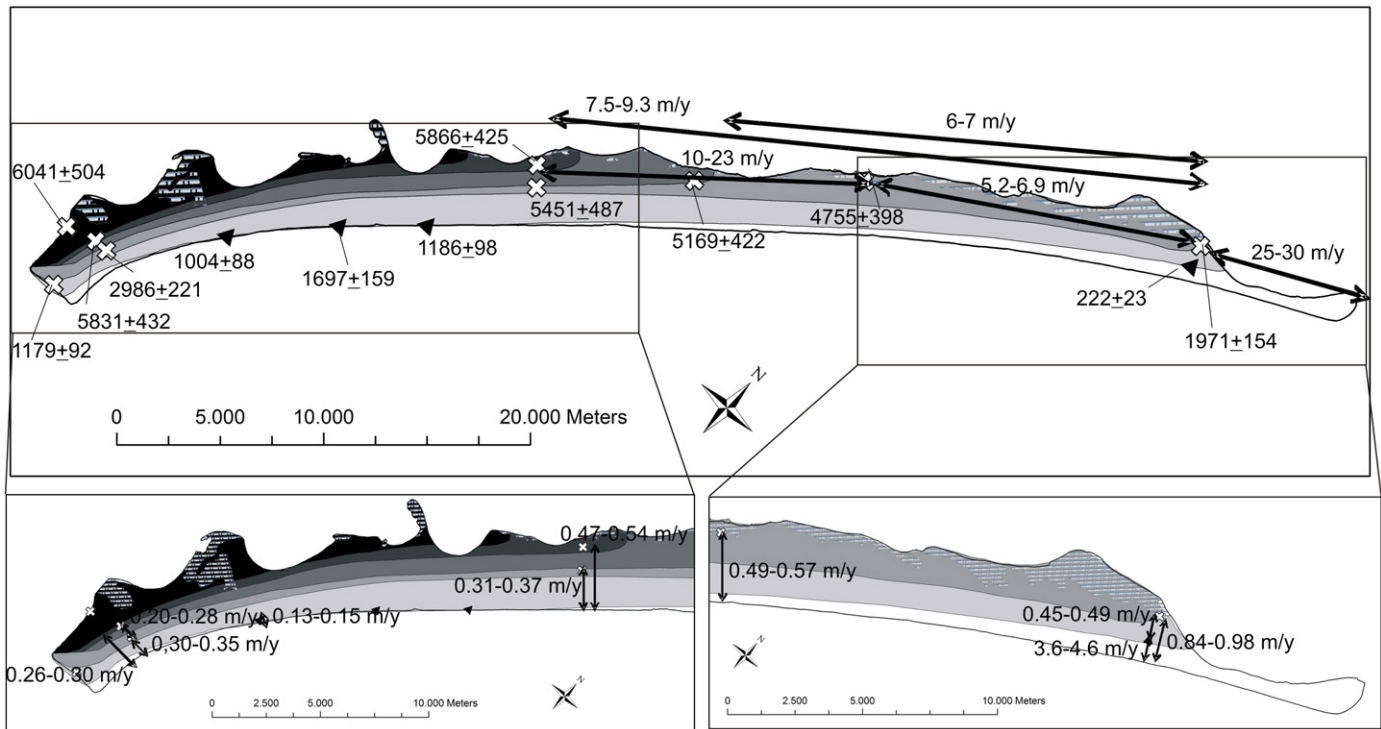 7.5-9.3 m/y
6-7 m/y
5866±425
10-23 m/y
6041±504
5.2-6.9 m/y
5451±487
4755±398
5169±422
1186±98
25-30 m/y
1004±88
1697±159
2986±221
222±23
5831±432
1179±92
1971±154
N
0 5.000 10.000 20.000 Meters
0.47-0.54 m/y
0.31-0.37 m/y
0.20-0.28 m/y
0.13-0.15 m/y
0,30-0.35 m/y
0.26-0.30 m/y
N
0 2.500 5.000 10.000 Meters
0.49-0.57 m/y
0.45-0.49 m/y
0.84-0.98 m/y
3.6-4.6 m/y
N
0 2.500 5.000 10.000 Meters